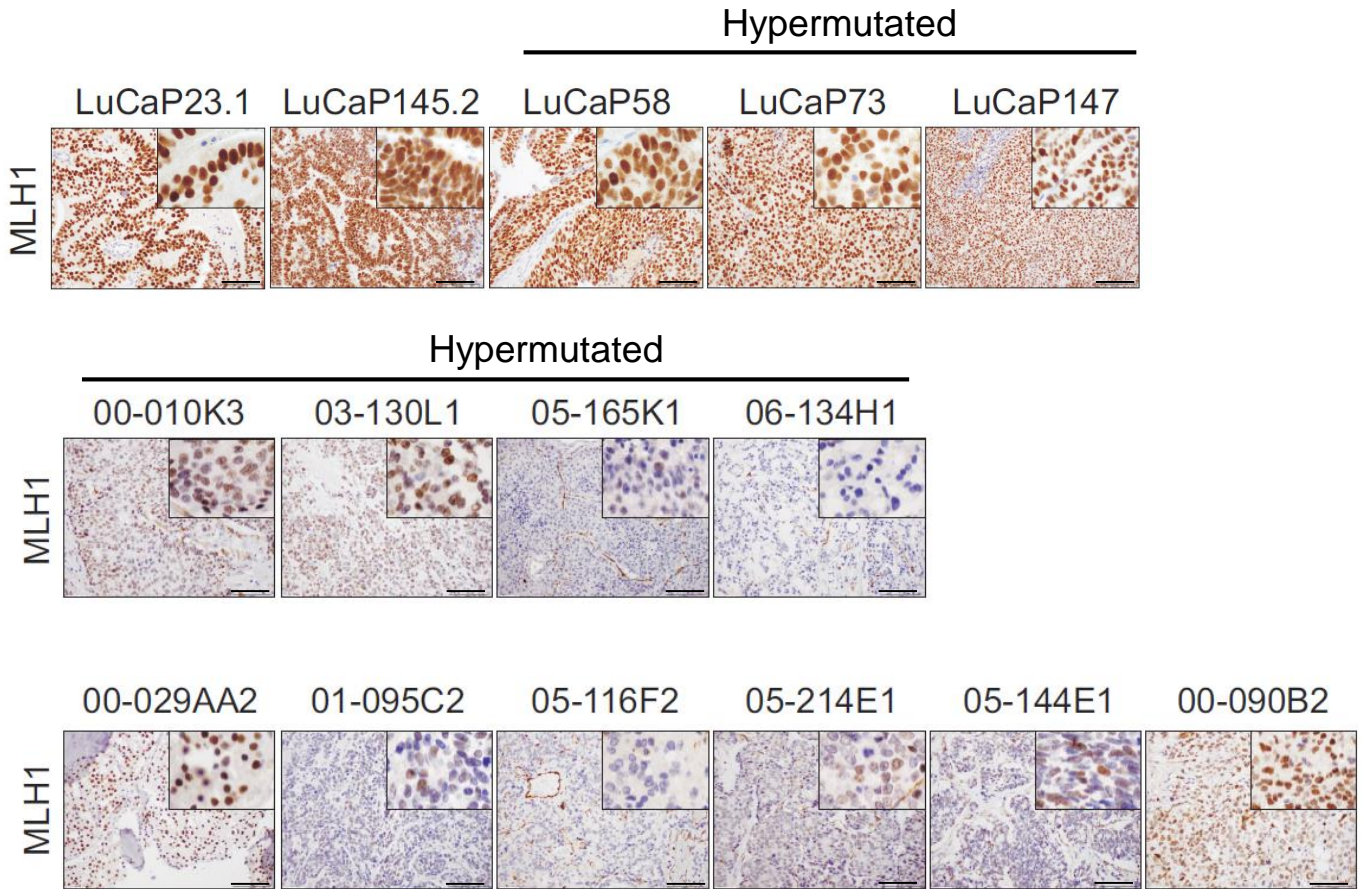 Hypermutated
LuCaP23.1 LuCaP145.2 LuCaP58 LuCaP73 LuCaP147
MLH1
Hypermutated
00-010K3 03-130L1 05-165K1 06-134H1
MLH1
00-029AA2 01-095C2 05-116F2 05-214E1 05-144E1 00-090B2
MLH1